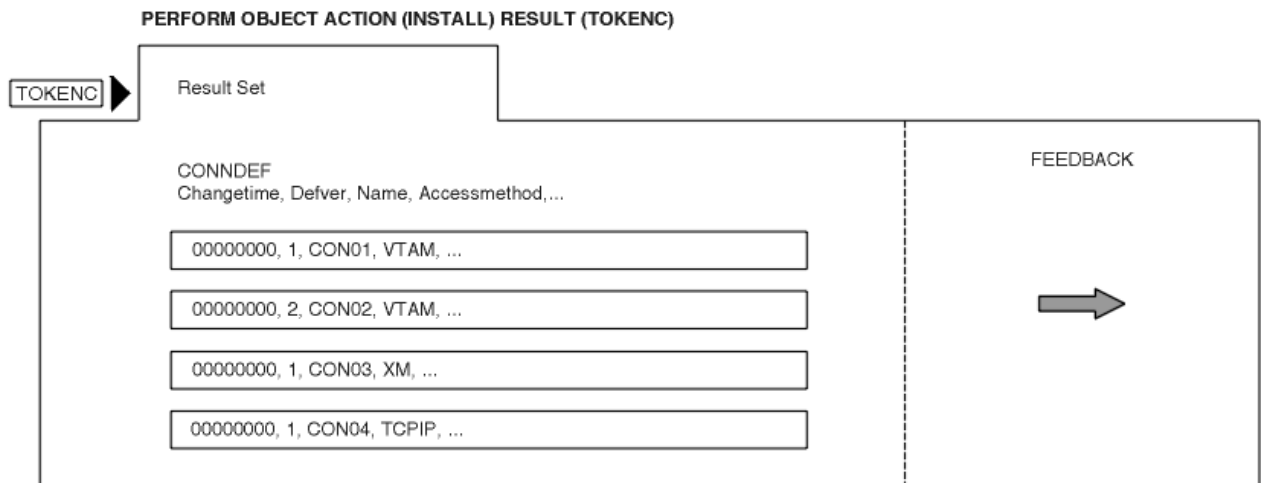 PERFORM OBJECT ACTION (INSTALL) RESULT (TOKENC)
TOKENC
Result Set
CONNDEF
Changetime, Defver, Name, Accessmethod,...
00000000, 1, CON01, VTAM, ...
00000000, 2, CON02, VTAM, ...
00000000, 1, CON03, XM, ...
00000000, 1, CON04, TCPIP, ...
FEEDBACK